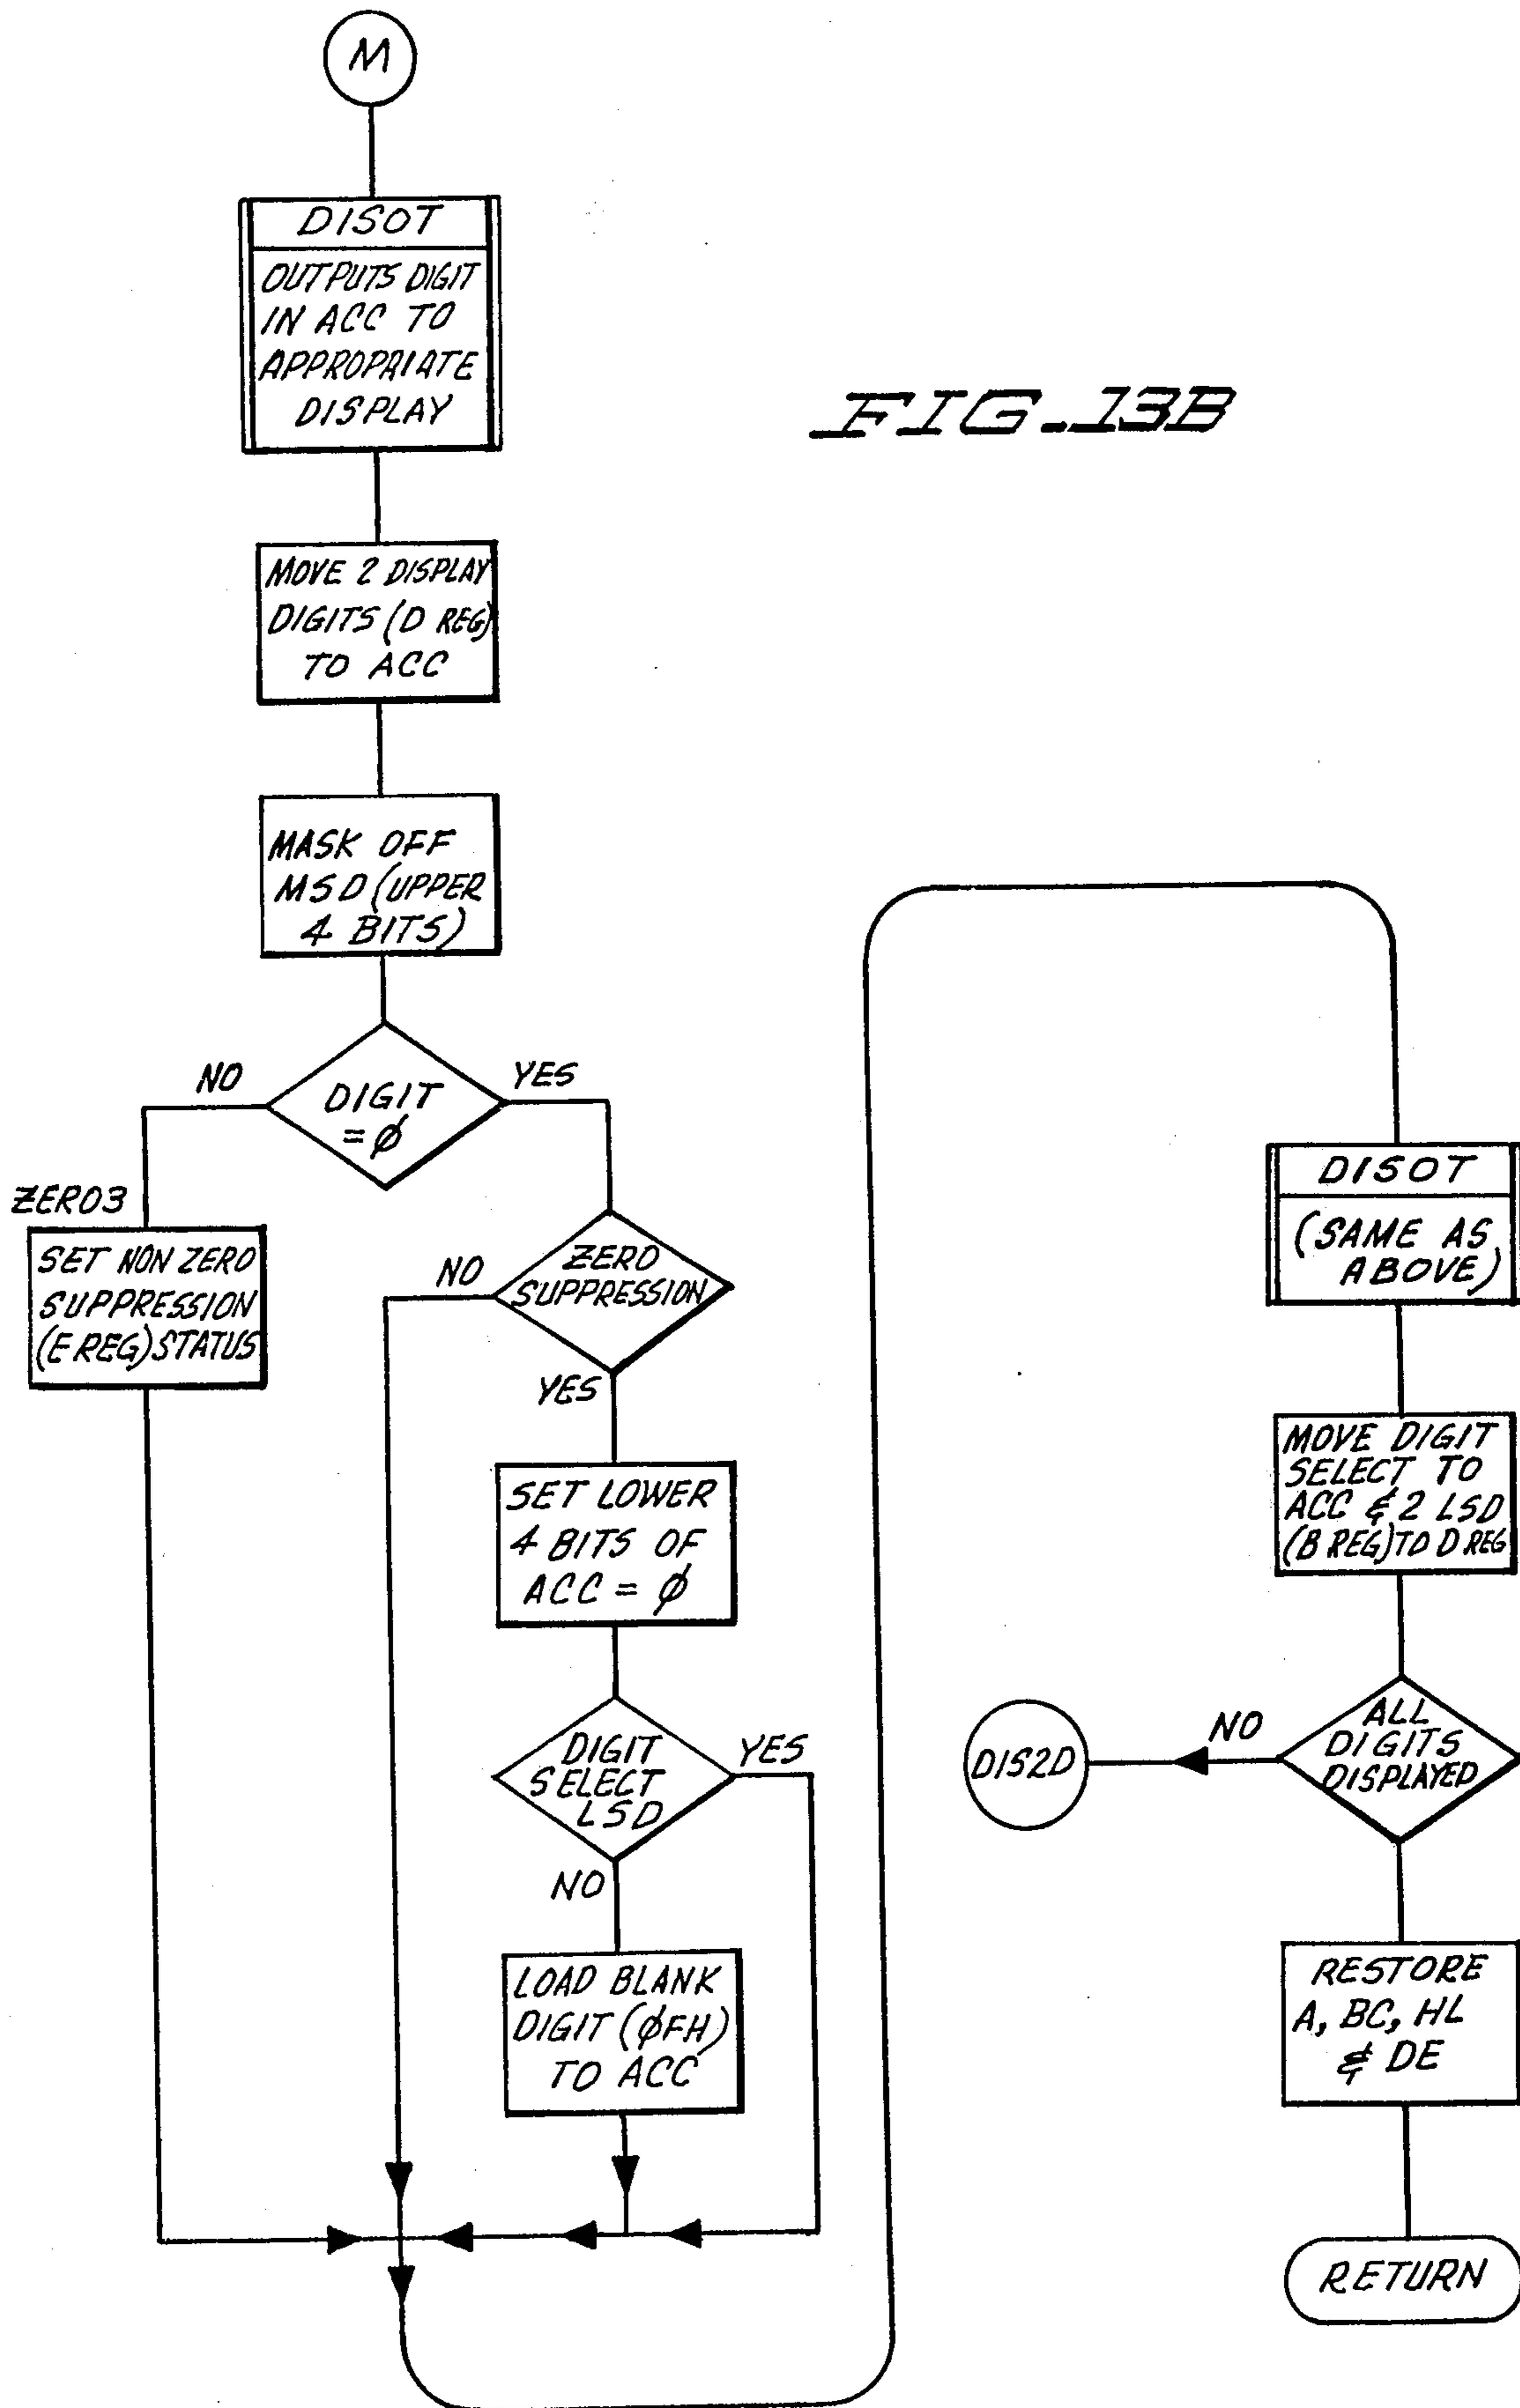 M
DISOT
OUTPUTS DIGIT
IN ACC TO
APPROPRIATE
DISPLAY
FIG. 13B
MOVE 2 DISPLAY
DIGITS (D REG)
TO ACC
MASK OFF
MSD (UPPER
4 BITS)
DIGIT
= ϕ
NO
YES
ZERO3
SET NON ZERO
SUPPRESSION
(E REG) STATUS
ZERO
SUPPRESSION
NO
YES
SET LOWER
4 BITS OF
ACC = ϕ
DIGIT
SELECT
LSD
YES
NO
LOAD BLANK
DIGIT (ϕFH)
TO ACC
DISOT
(SAME AS
ABOVE)
MOVE DIGIT
SELECT TO
ACC & 2 LSD
(B REG) TO D REG
ALL
DIGITS
DISPLAYED
NO
DIS2D
RESTORE
A, BC, HL
& DE
RETURN